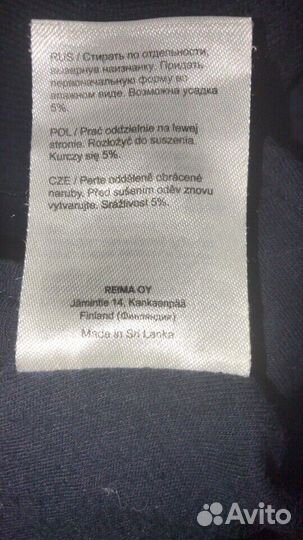 RUS / Стирать по отдельности,
вывернув наизнанку. Придать
первоначальную форму во
влажном виде. Возможна усадка
5%.
POL / Prać oddzielnie na lewej
stronie. Rozłożyć do suszenia.
Kurczy się 5%.
CZE / Perte odděleně obrácené
naruby. Před sušením oděv znovu
vytvarujte. Sráživost 5%.
REIMA OY
Jämintie 14, Kankaanpää
Finland (Финляндия)
Made in Sri Lanka
Avito